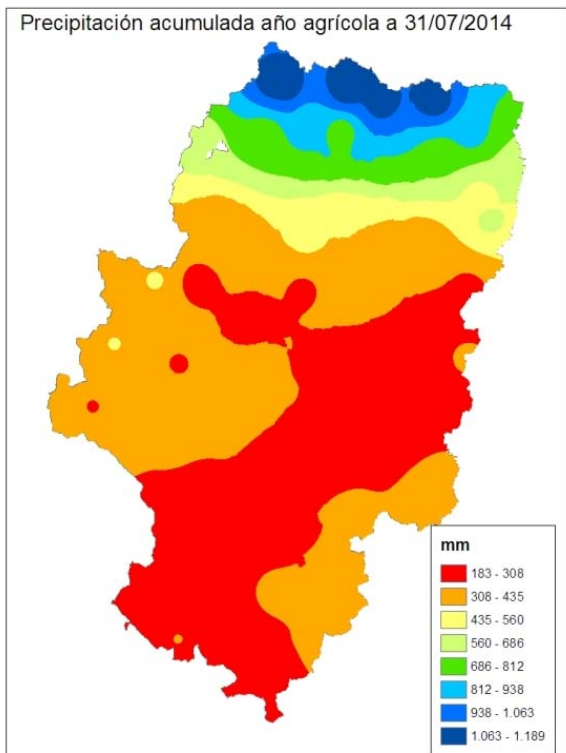 Precipitación acumulada año agrícola a 31/07/2014
mm
183 - 308
308 - 435
435 - 560
560 - 686
686 - 812
812 - 938
938 - 1.063
1.063 - 1.189